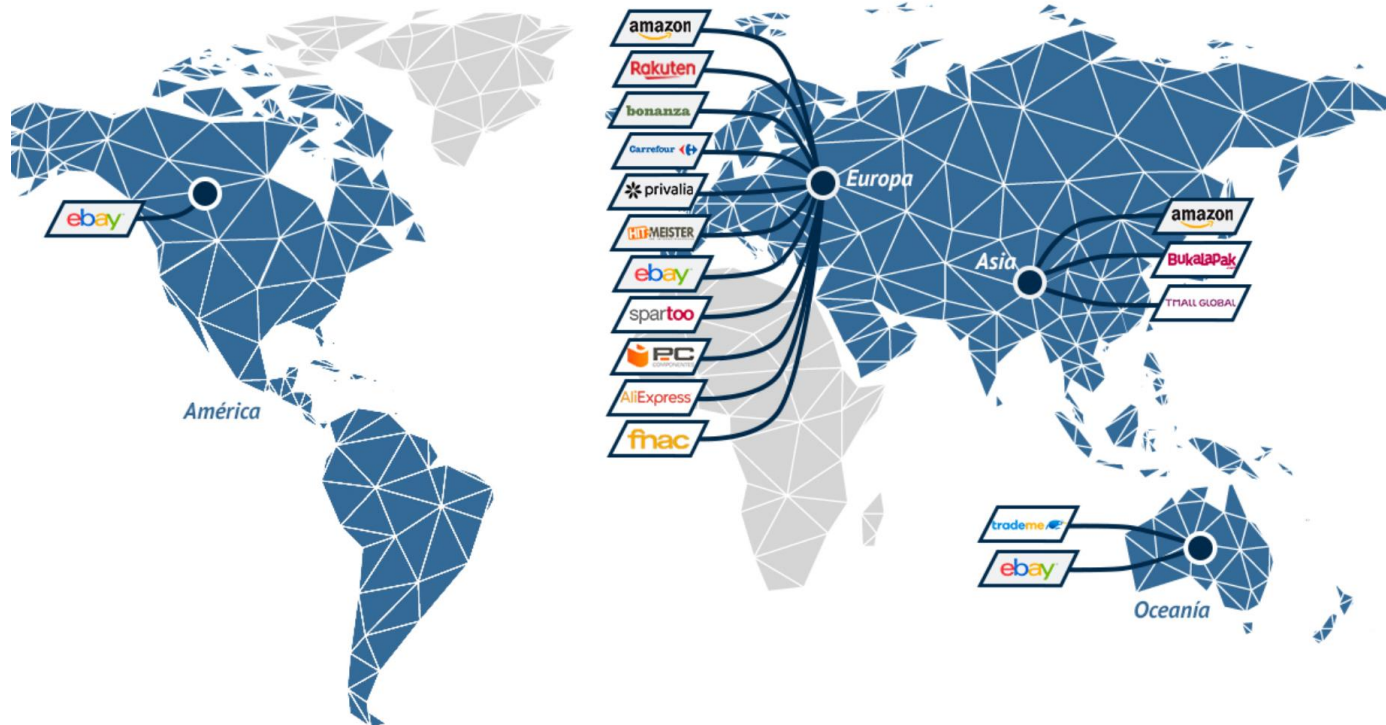 amazon
Rakuten
bonanza
Carrefour
privalia
HITMEISTER
ebay
spartoo
PC
COMPONENTES
AliExpress
fnac
Europa
ebay
América
Asia
amazon
BUKALAPAK
TMALL GLOBAL
trademe
ebay
Oceanía